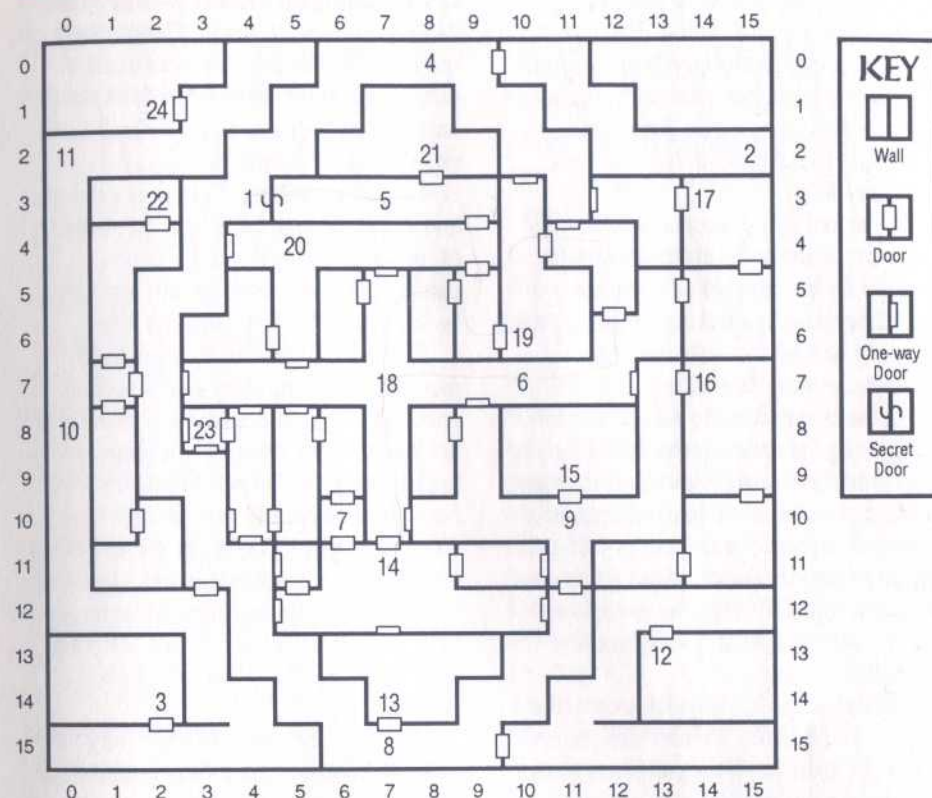 0 1 2 3 4 5 6 7 8 9 10 11 12 13 14 15
0 4 0
1 24 1
2 11 21 2 2
3 22 1 S 5 17 3
4 20 4
5 5
6 19 6
7 18 6 16 7
8 10 23 8
9 15 9
10 7 9 10
11 14 11
12 12
13 12 13
14 3 13 14
15 8 15
0 1 2 3 4 5 6 7 8 9 10 11 12 13 14 15
KEY
Wall
Door
One-way
Door
S
Secret
Door